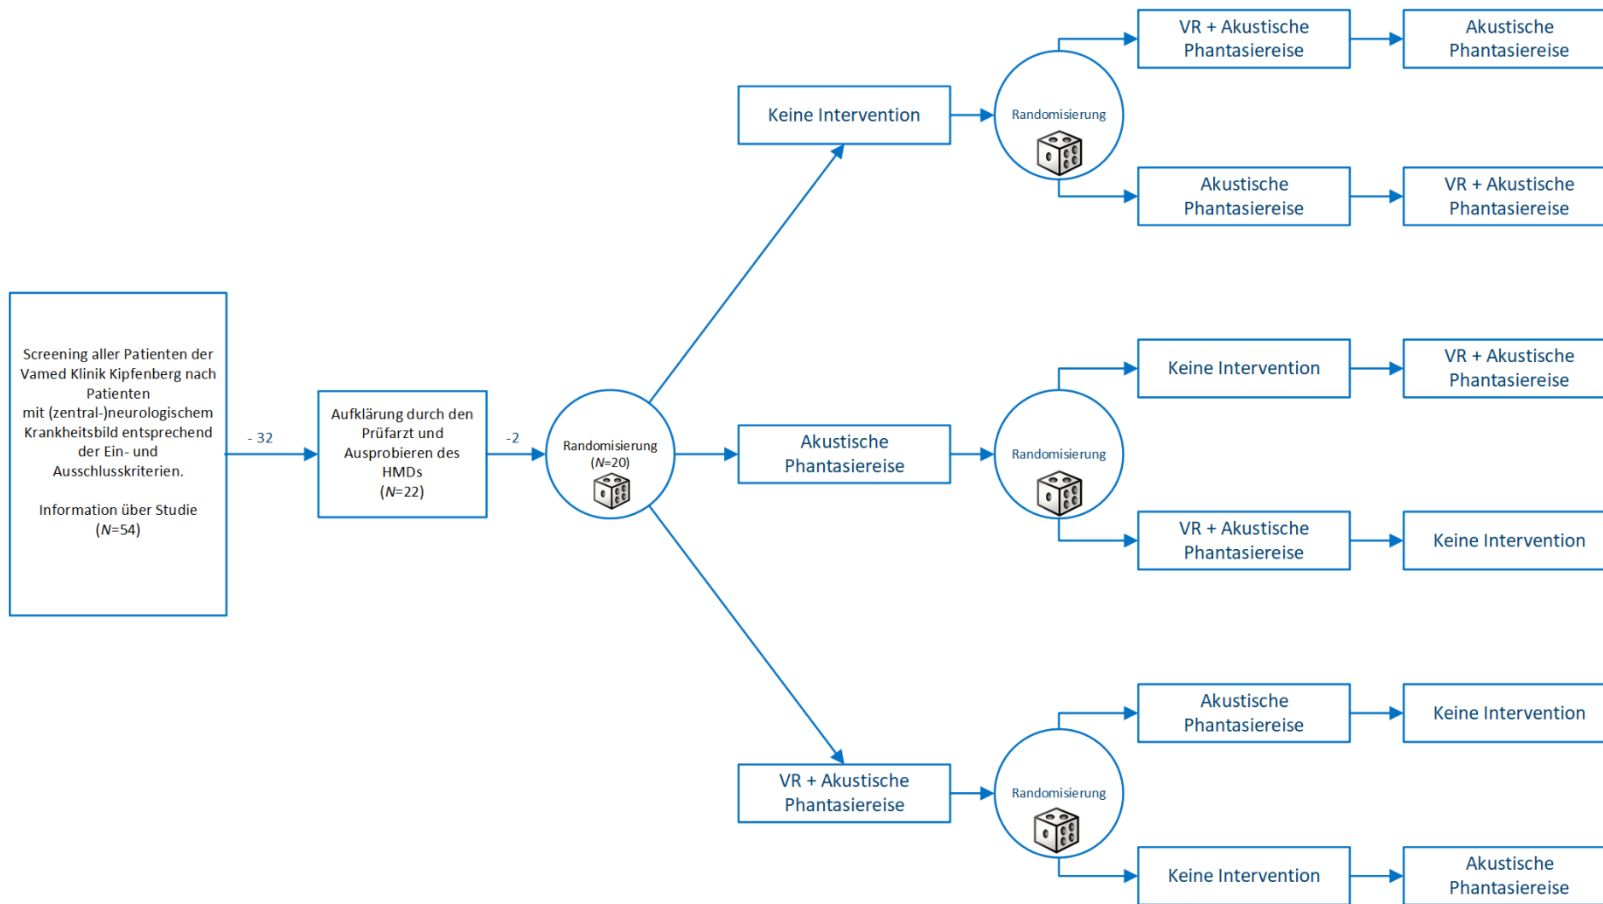 Screening aller Patienten der
Vamed Klinik Kipfenberg nach
Patienten
mit (zentral-)neurologischem
Krankheitsbild entsprechend
der Ein- und
Ausschlusskriterien.
Information über Studie
(N=54)
- 32
Aufklärung durch den
Prüfarzt und
Ausprobieren des
HMDs
(N=22)
-2
Randomisierung
(N=20)
Keine Intervention
Randomisierung
VR + Akustische
Phantasiereise
Akustische
Phantasiereise
Akustische
Phantasiereise
VR + Akustische
Phantasiereise
Akustische
Phantasiereise
Randomisierung
Keine Intervention
VR + Akustische
Phantasiereise
VR + Akustische
Phantasiereise
Keine Intervention
VR + Akustische
Phantasiereise
Randomisierung
Akustische
Phantasiereise
Keine Intervention
Keine Intervention
Akustische
Phantasiereise